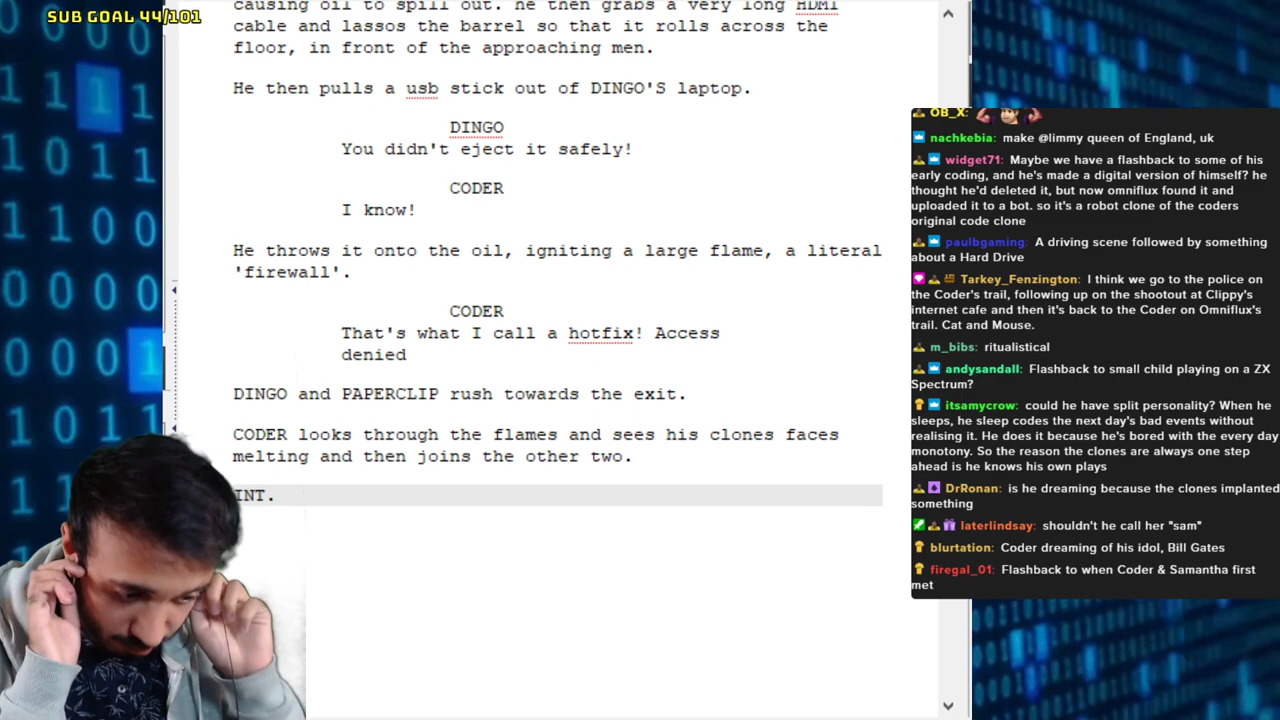 SUB GOAL 44/101
causing oil to spill out. he then grabs a very long HDMI
cable and lassos the barrel so that it rolls across the
floor, in front of the approaching men.
He then pulls a usb stick out of DINGO'S laptop.
DINGO
You didn't eject it safely!
CODER
I know!
He throws it onto the oil, igniting a large flame, a literal
'firewall'.
CODER
That's what I call a hotfix! Access
denied
DINGO and PAPERCLIP rush towards the exit.
CODER looks through the flames and sees his clones faces
melting and then joins the other two.
INT.
OB_X:
nachkebia: make @limmy queen of England, uk
widget71: Maybe we have a flashback to some of his
early coding, and he's made a digital version of himself? he
thought he'd deleted it, but now omniflux found it and
uploaded it to a bot. so it's a robot clone of the coders
original code clone
paulbgaming: A driving scene followed by something
about a Hard Drive
Tarkey_Fenzington: I think we go to the police on
the Coder's trail, following up on the shootout at Clippy's
internet cafe and then it's back to the Coder on Omniflux's
trail. Cat and Mouse.
m_bibs: ritualistical
andysandall: Flashback to small child playing on a ZX
Spectrum?
itsamycrow: could he have split personality? When he
sleeps, he sleep codes the next day's bad events without
realising it. He does it because he's bored with the every day
monotony. So the reason the clones are always one step
ahead is he knows his own plays
DrRonan: is he dreaming because the clones implanted
something
laterlindsay: shouldn't he call her "sam"
blurtation: Coder dreaming of his idol, Bill Gates
firegal_01: Flashback to when Coder & Samantha first
met